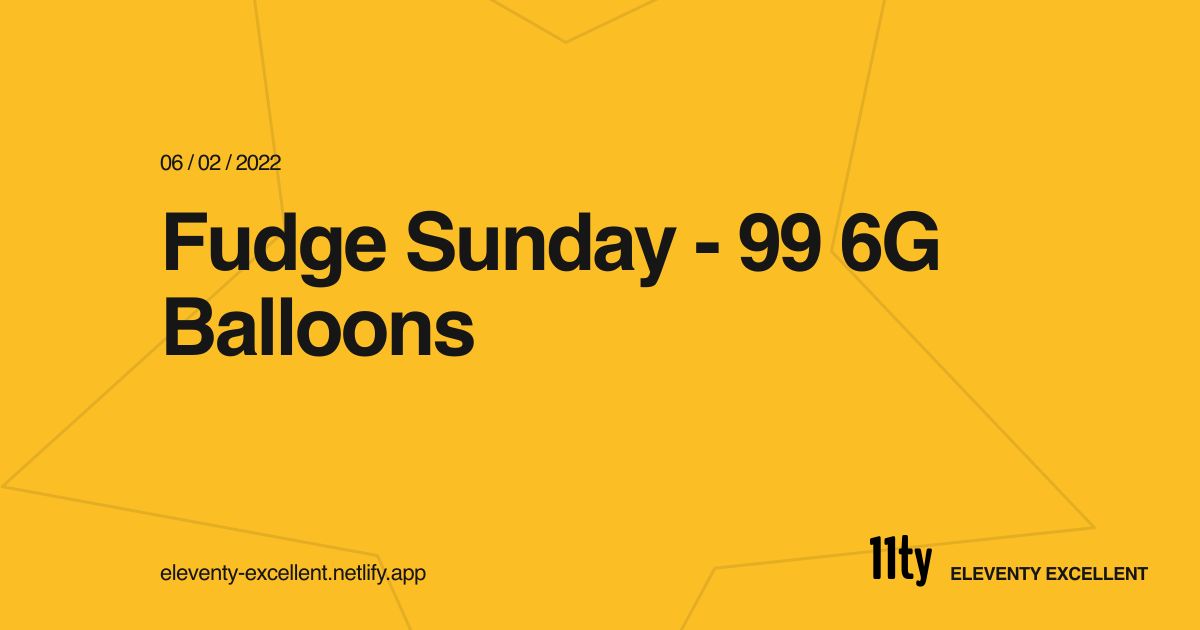 06 / 02 / 2022
Fudge Sunday - 99 6G
Balloons
eleventy-excellent.netlify.app
11ty ELEVENTY EXCELLENT